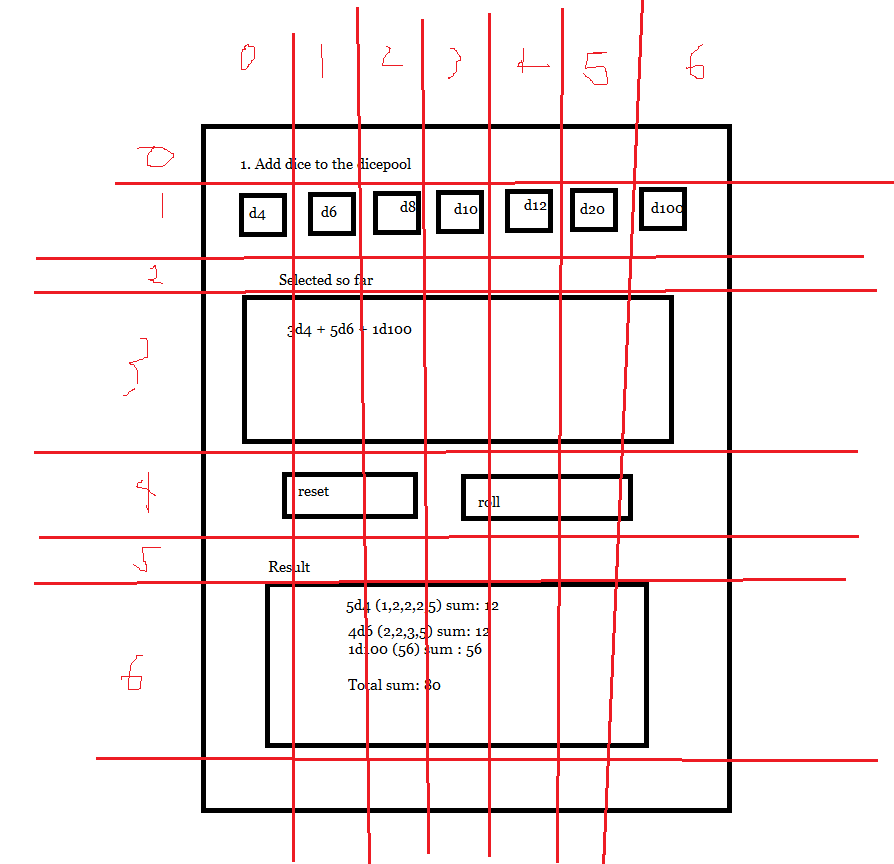 0 1 2 3 4 5 6
0
1. Add dice to the dicepool
1
d4 d6 d8 d10 d12 d20 d100
2
Selected so far
3
3d4 + 5d6 + 1d100
4
reset roll
5
Result
5d4 (1,2,2,2,5) sum: 12
4d6 (2,2,3,5) sum: 12
1d100 (56) sum : 56
6
Total sum: 80